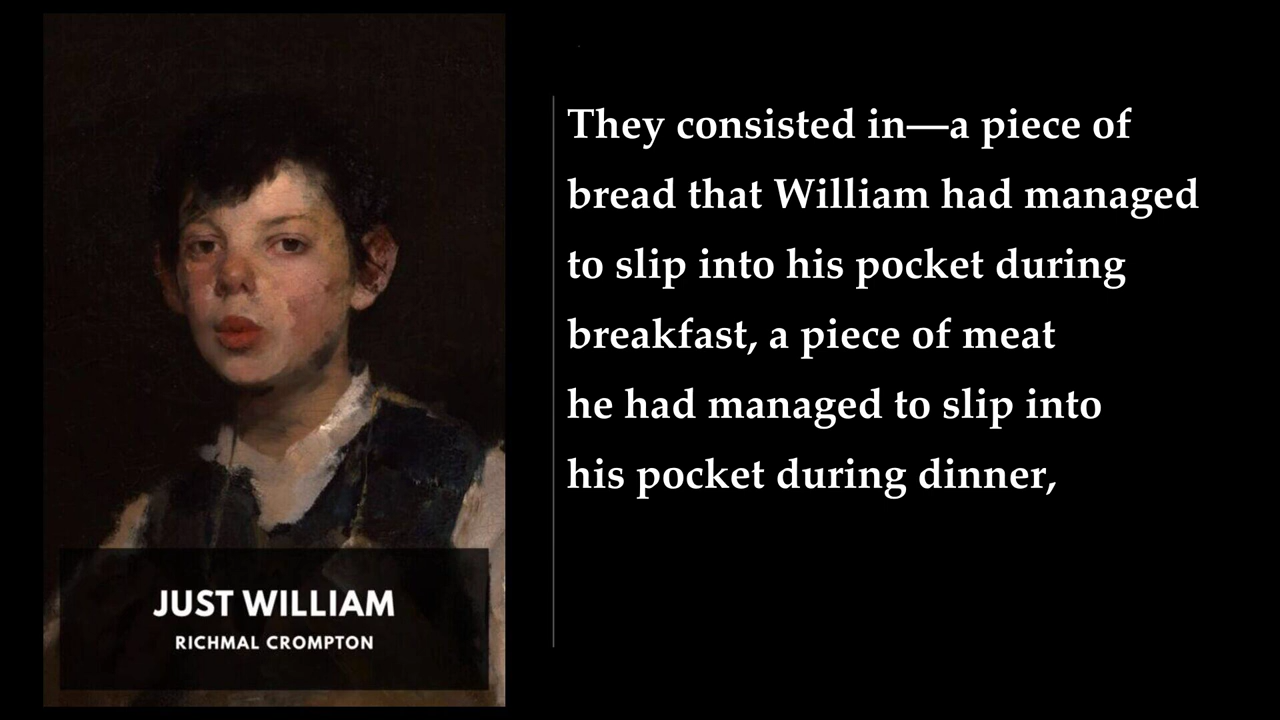 JUST WILLIAM
RICHMAL CROMPTON
They consisted in—a piece of
bread that William had managed
to slip into his pocket during
breakfast, a piece of meat
he had managed to slip into
his pocket during dinner,